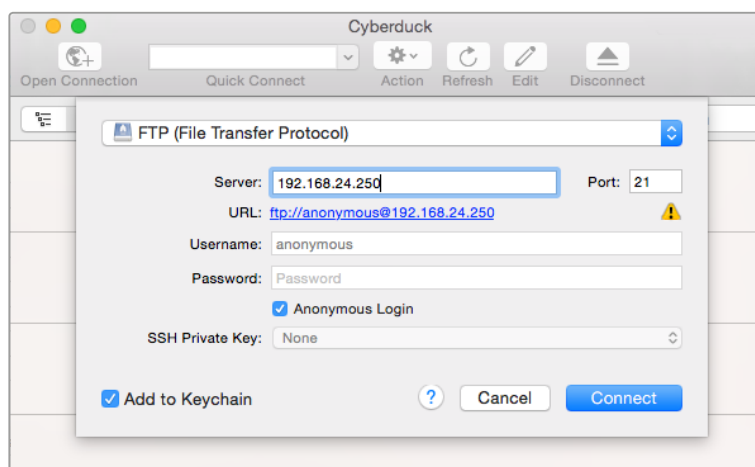 Cyberduck
Open Connection Quick Connect Action Refresh Edit Disconnect
FTP (File Transfer Protocol)
Server: 192.168.24.250 Port: 21
URL: ftp://anonymous@192.168.24.250
Username: anonymous
Password: Password
Anonymous Login
SSH Private Key: None
Add to Keychain ? Cancel Connect